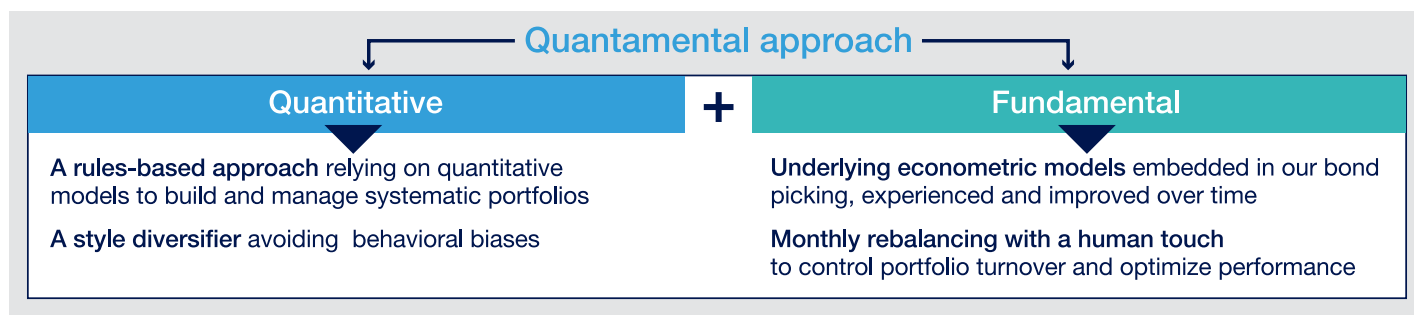 Quantamental approach
Quantitative
+
Fundamental
A rules-based approach relying on quantitative
models to build and manage systematic portfolios
A style diversifier avoiding behavioral biases
Underlying econometric models embedded in our bond
picking, experienced and improved over time
Monthly rebalancing with a human touch
to control portfolio turnover and optimize performance